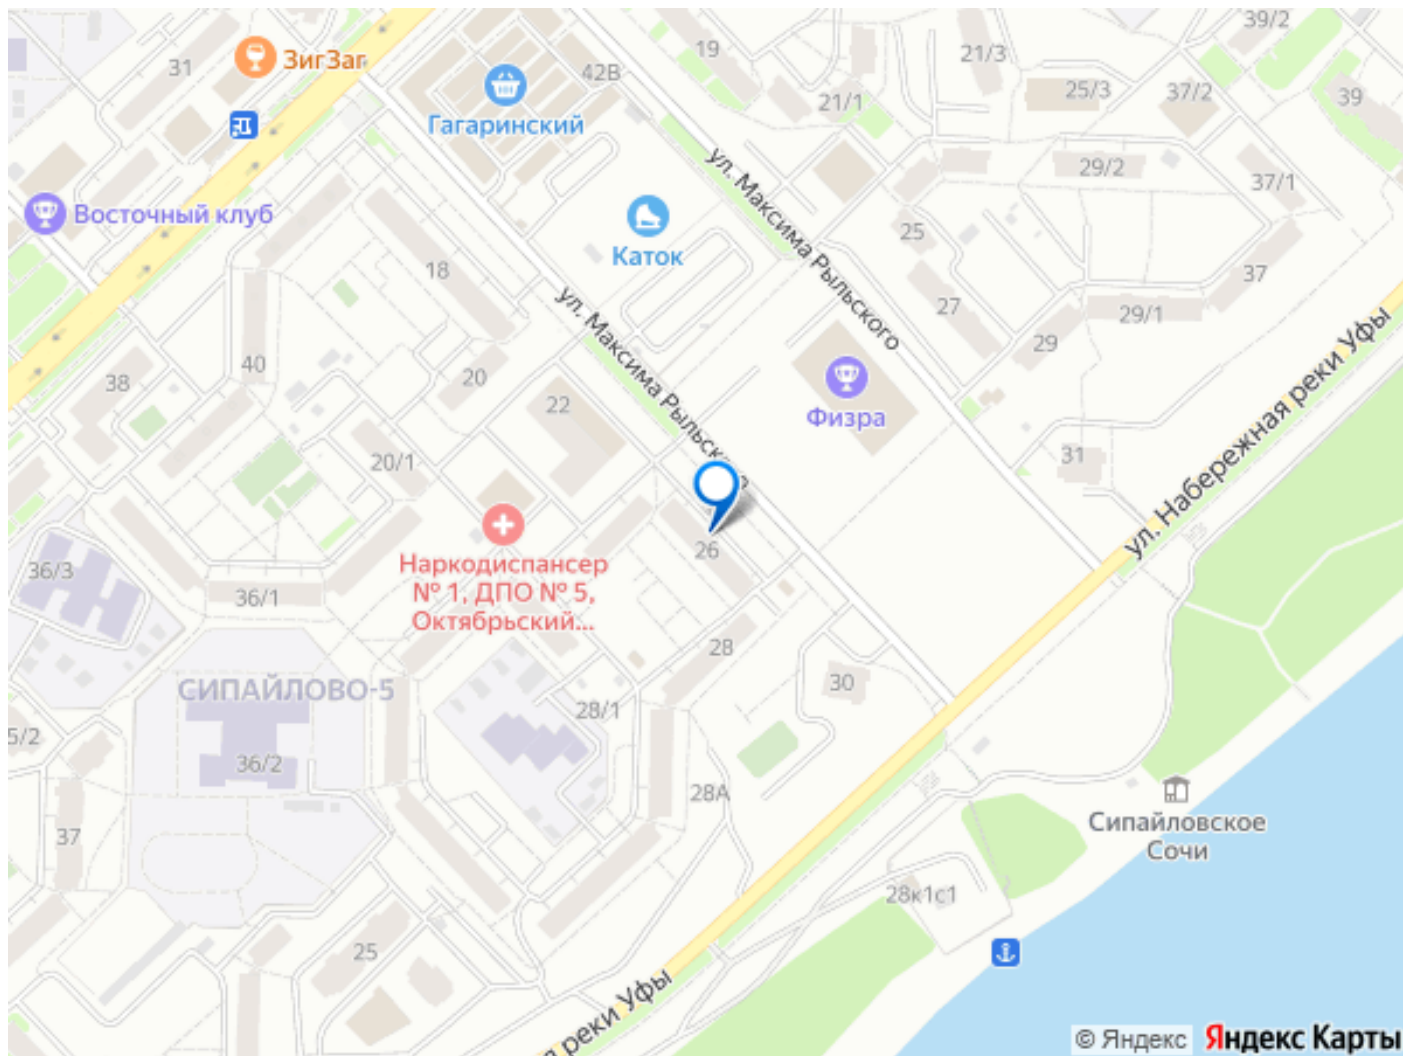 39/2
31
ЗигЗаг
19
21/3
42В
25/3
37/2
39
21/1
Гагаринский
ул. Максима Рыльского
29/2
37/1
Восточный клуб
25
Каток
18
37
27
29/1
ул. Максима Рыльского
29
40
20
38
22
Физра
ул. Набережная реки Уфы
20/1
31
26
Наркодиспансер
№ 1, ДПО № 5,
Октябрьский...
36/3
36/1
28
СИПАЙЛОВО-5
30
28/1
5/2
36/2
28А
37
Сипайловское
Сочи
28к1с1
25
я реки Уфы
© Яндекс Яндекс Карты